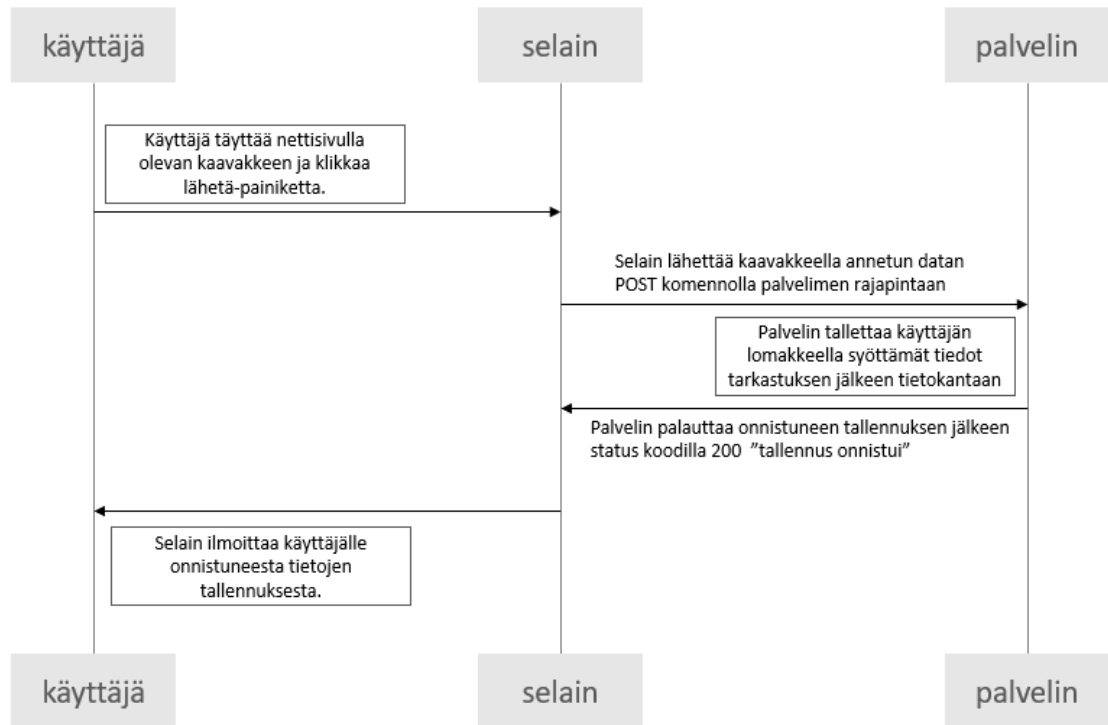 käyttäjä
selain
palvelin
Käyttäjä täyttää nettisivulla
olevan kaavakkeen ja klikkaa
lähetä-painiketta.
Selain lähettää kaavakkeella annetun datan
POST komennolla palvelimen rajapintaan
Palvelin tallettaa käyttäjän
lomakkeella syöttämät tiedot
tarkastuksen jälkeen tietokantaan
Palvelin palauttaa onnistuneen tallennuksen jälkeen
status koodilla 200 ”tallennus onnistui”
Selain ilmoittaa käyttäjälle
onnistuneesta tietojen
tallennuksesta.
käyttäjä
selain
palvelin